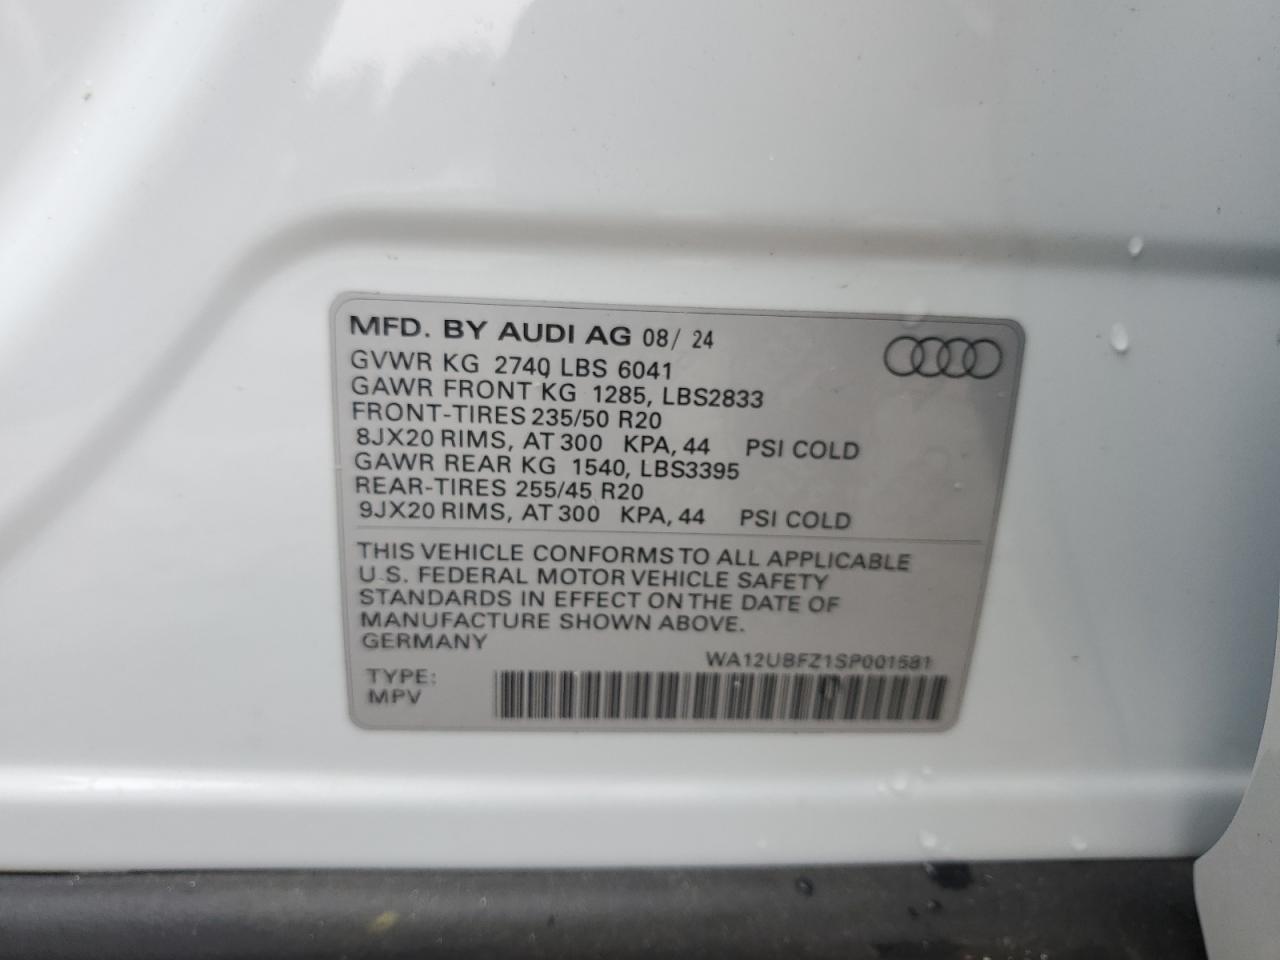 MFD. BY AUDI AG 08/ 24
GVWR KG 2740 LBS 6041
GAWR FRONT KG 1285, LBS2833
FRONT-TIRES 235/50 R20
8JX20 RIMS, AT 300 KPA, 44 PSI COLD
GAWR REAR KG 1540, LBS3395
REAR-TIRES 255/45 R20
9JX20 RIMS, AT 300 KPA, 44 PSI COLD
THIS VEHICLE CONFORMS TO ALL APPLICABLE
U.S. FEDERAL MOTOR VEHICLE SAFETY
STANDARDS IN EFFECT ON THE DATE OF
MANUFACTURE SHOWN ABOVE.
GERMANY
WA12UBFZ1SP001581
TYPE:
MPV